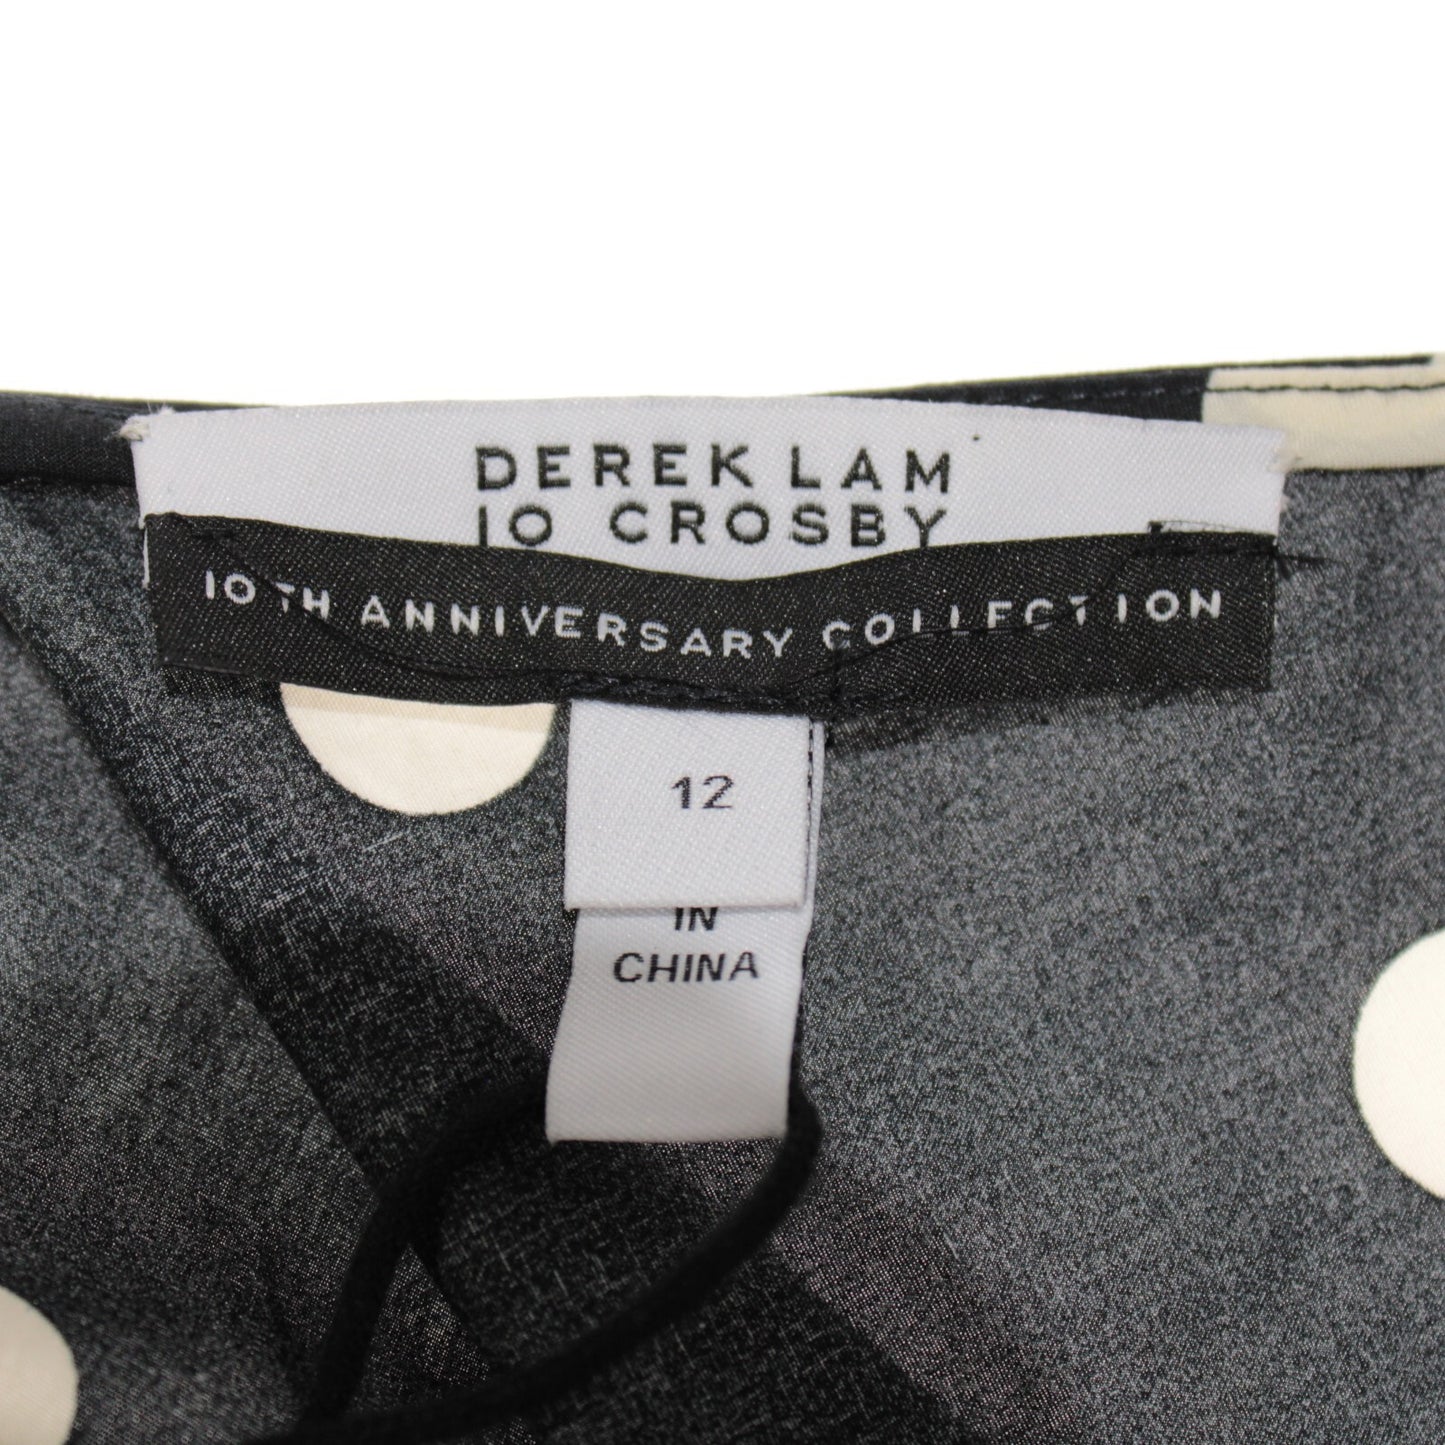 DEREK LAM
10 CROSBY
10TH ANNIVERSARY COLLECTION
12
IN
CHINA